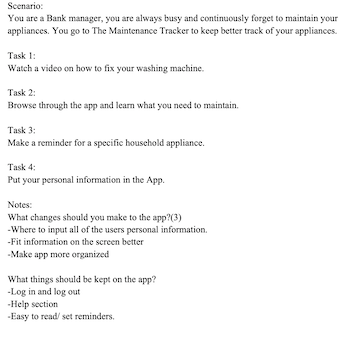 Scenario:
You are a Bank manager, you are always busy and continuously forget to maintain your
appliances. You go to The Maintenance Tracker to keep better track of your appliances.
Task 1:
Watch a video on how to fix your washing machine.
Task 2:
Browse through the app and learn what you need to maintain.
Task 3:
Make a reminder for a specific household appliance.
Task 4:
Put your personal information in the App.
Notes:
What changes should you make to the app?(3)
-Where to input all of the users personal information.
-Fit information on the screen better
-Make app more organized
What things should be kept on the app?
-Log in and log out
-Help section
-Easy to read/ set reminders.